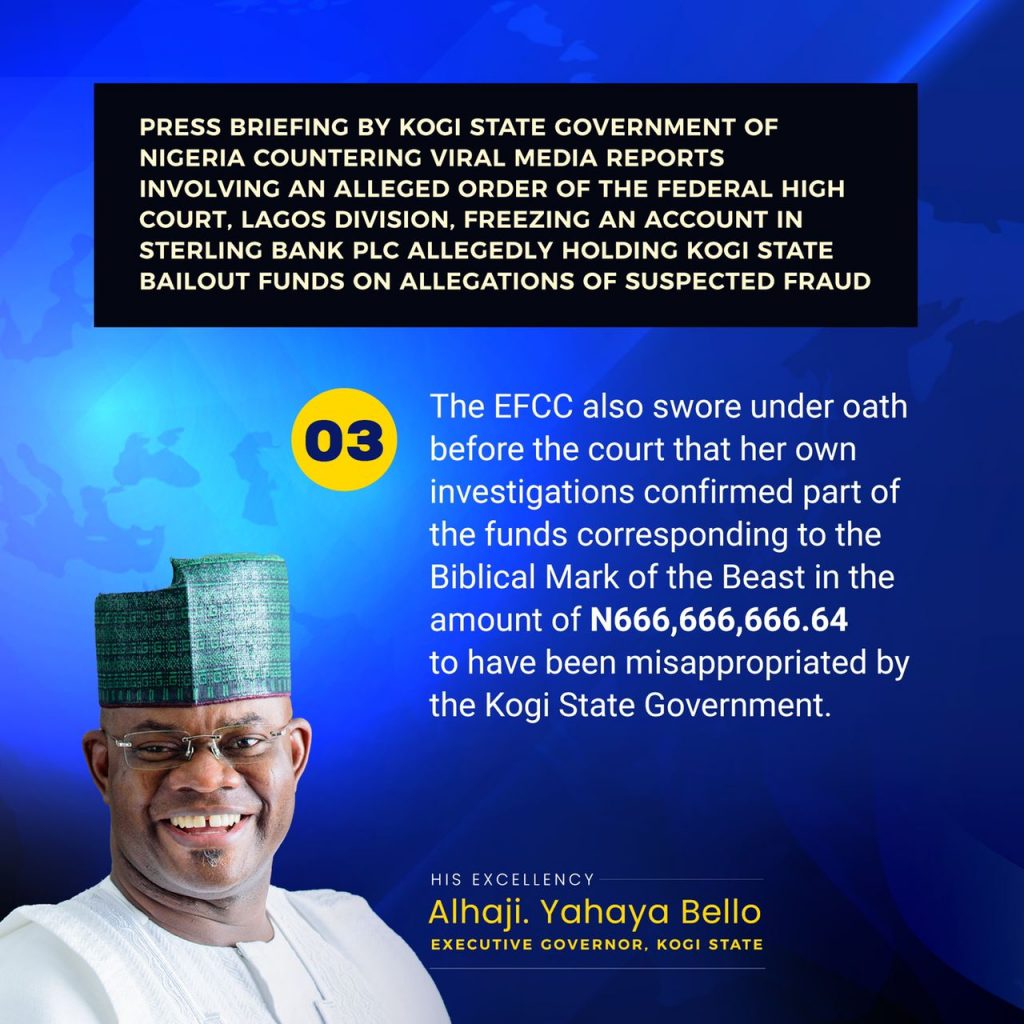 PRESS BRIEFING BY KOGI STATE GOVERNMENT OF
NIGERIA COUNTERING VIRAL MEDIA REPORTS
INVOLVING AN ALLEGED ORDER OF THE FEDERAL HIGH
COURT, LAGOS DIVISION, FREEZING AN ACCOUNT IN
STERLING BANK PLC ALLEGEDLY HOLDING KOGI STATE
BAILOUT FUNDS ON ALLEGATIONS OF SUSPECTED FRAUD
03
The EFCC also swore under oath
before the court that her own
investigations confirmed part of
the funds corresponding to the
Biblical Mark of the Beast in the
amount of N666,666,666.64
to have been misappropriated by
the Kogi State Government.
HIS EXCELLENCY
Alhaji. Yahaya Bello
EXECUTIVE GOVERNOR, KOGI STATE